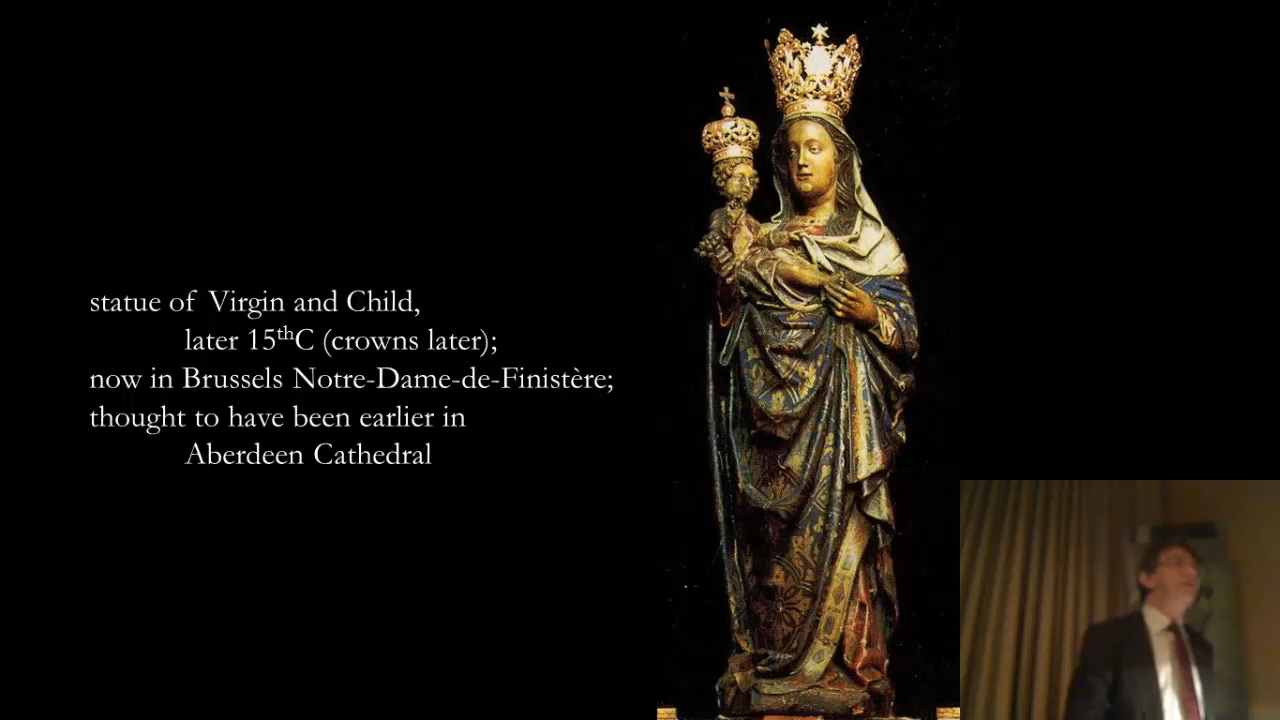 statue of Virgin and Child,
later 15thC (crowns later);
now in Brussels Notre-Dame-de-Finistère;
thought to have been earlier in
Aberdeen Cathedral